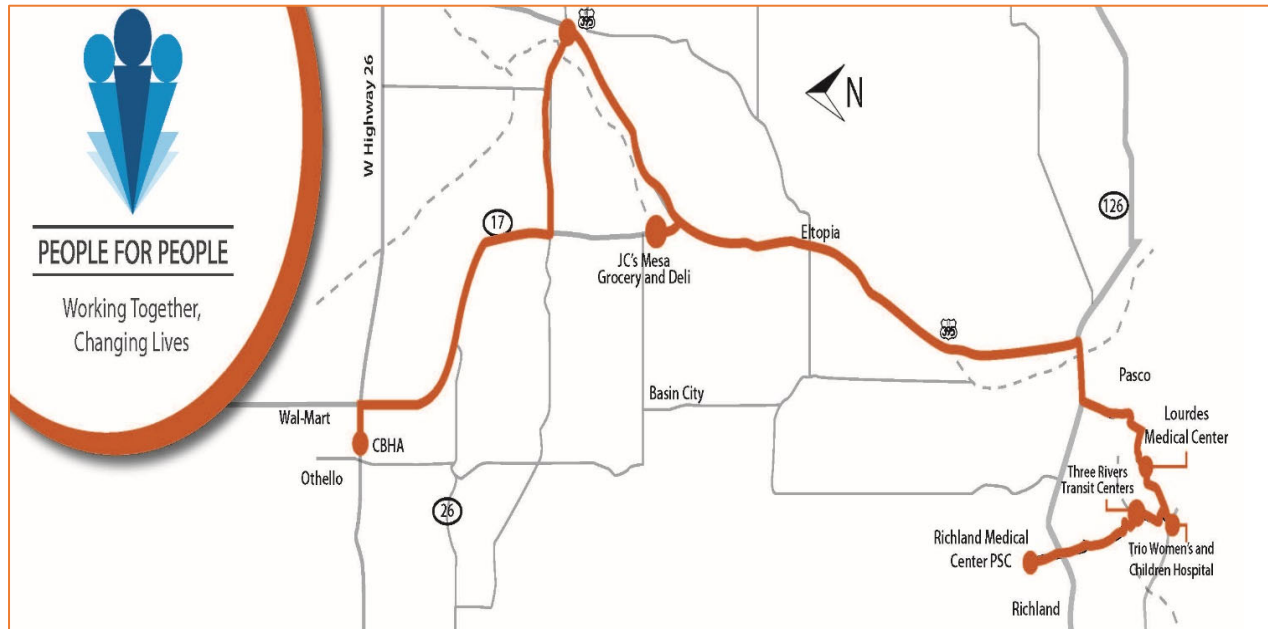 PEOPLE FOR PEOPLE
Working Together,
Changing Lives
W Highway 26
395
N
126
17
JC's Mesa
Grocery and Deli
Eltopia
395
Wal-Mart
CBHA
Othello
26
Basin City
Pasco
Lourdes
Medical Center
Three Rivers
Transit Centers
Richland Medical
Center PSC
Trio Women's and
Children Hospital
Richland